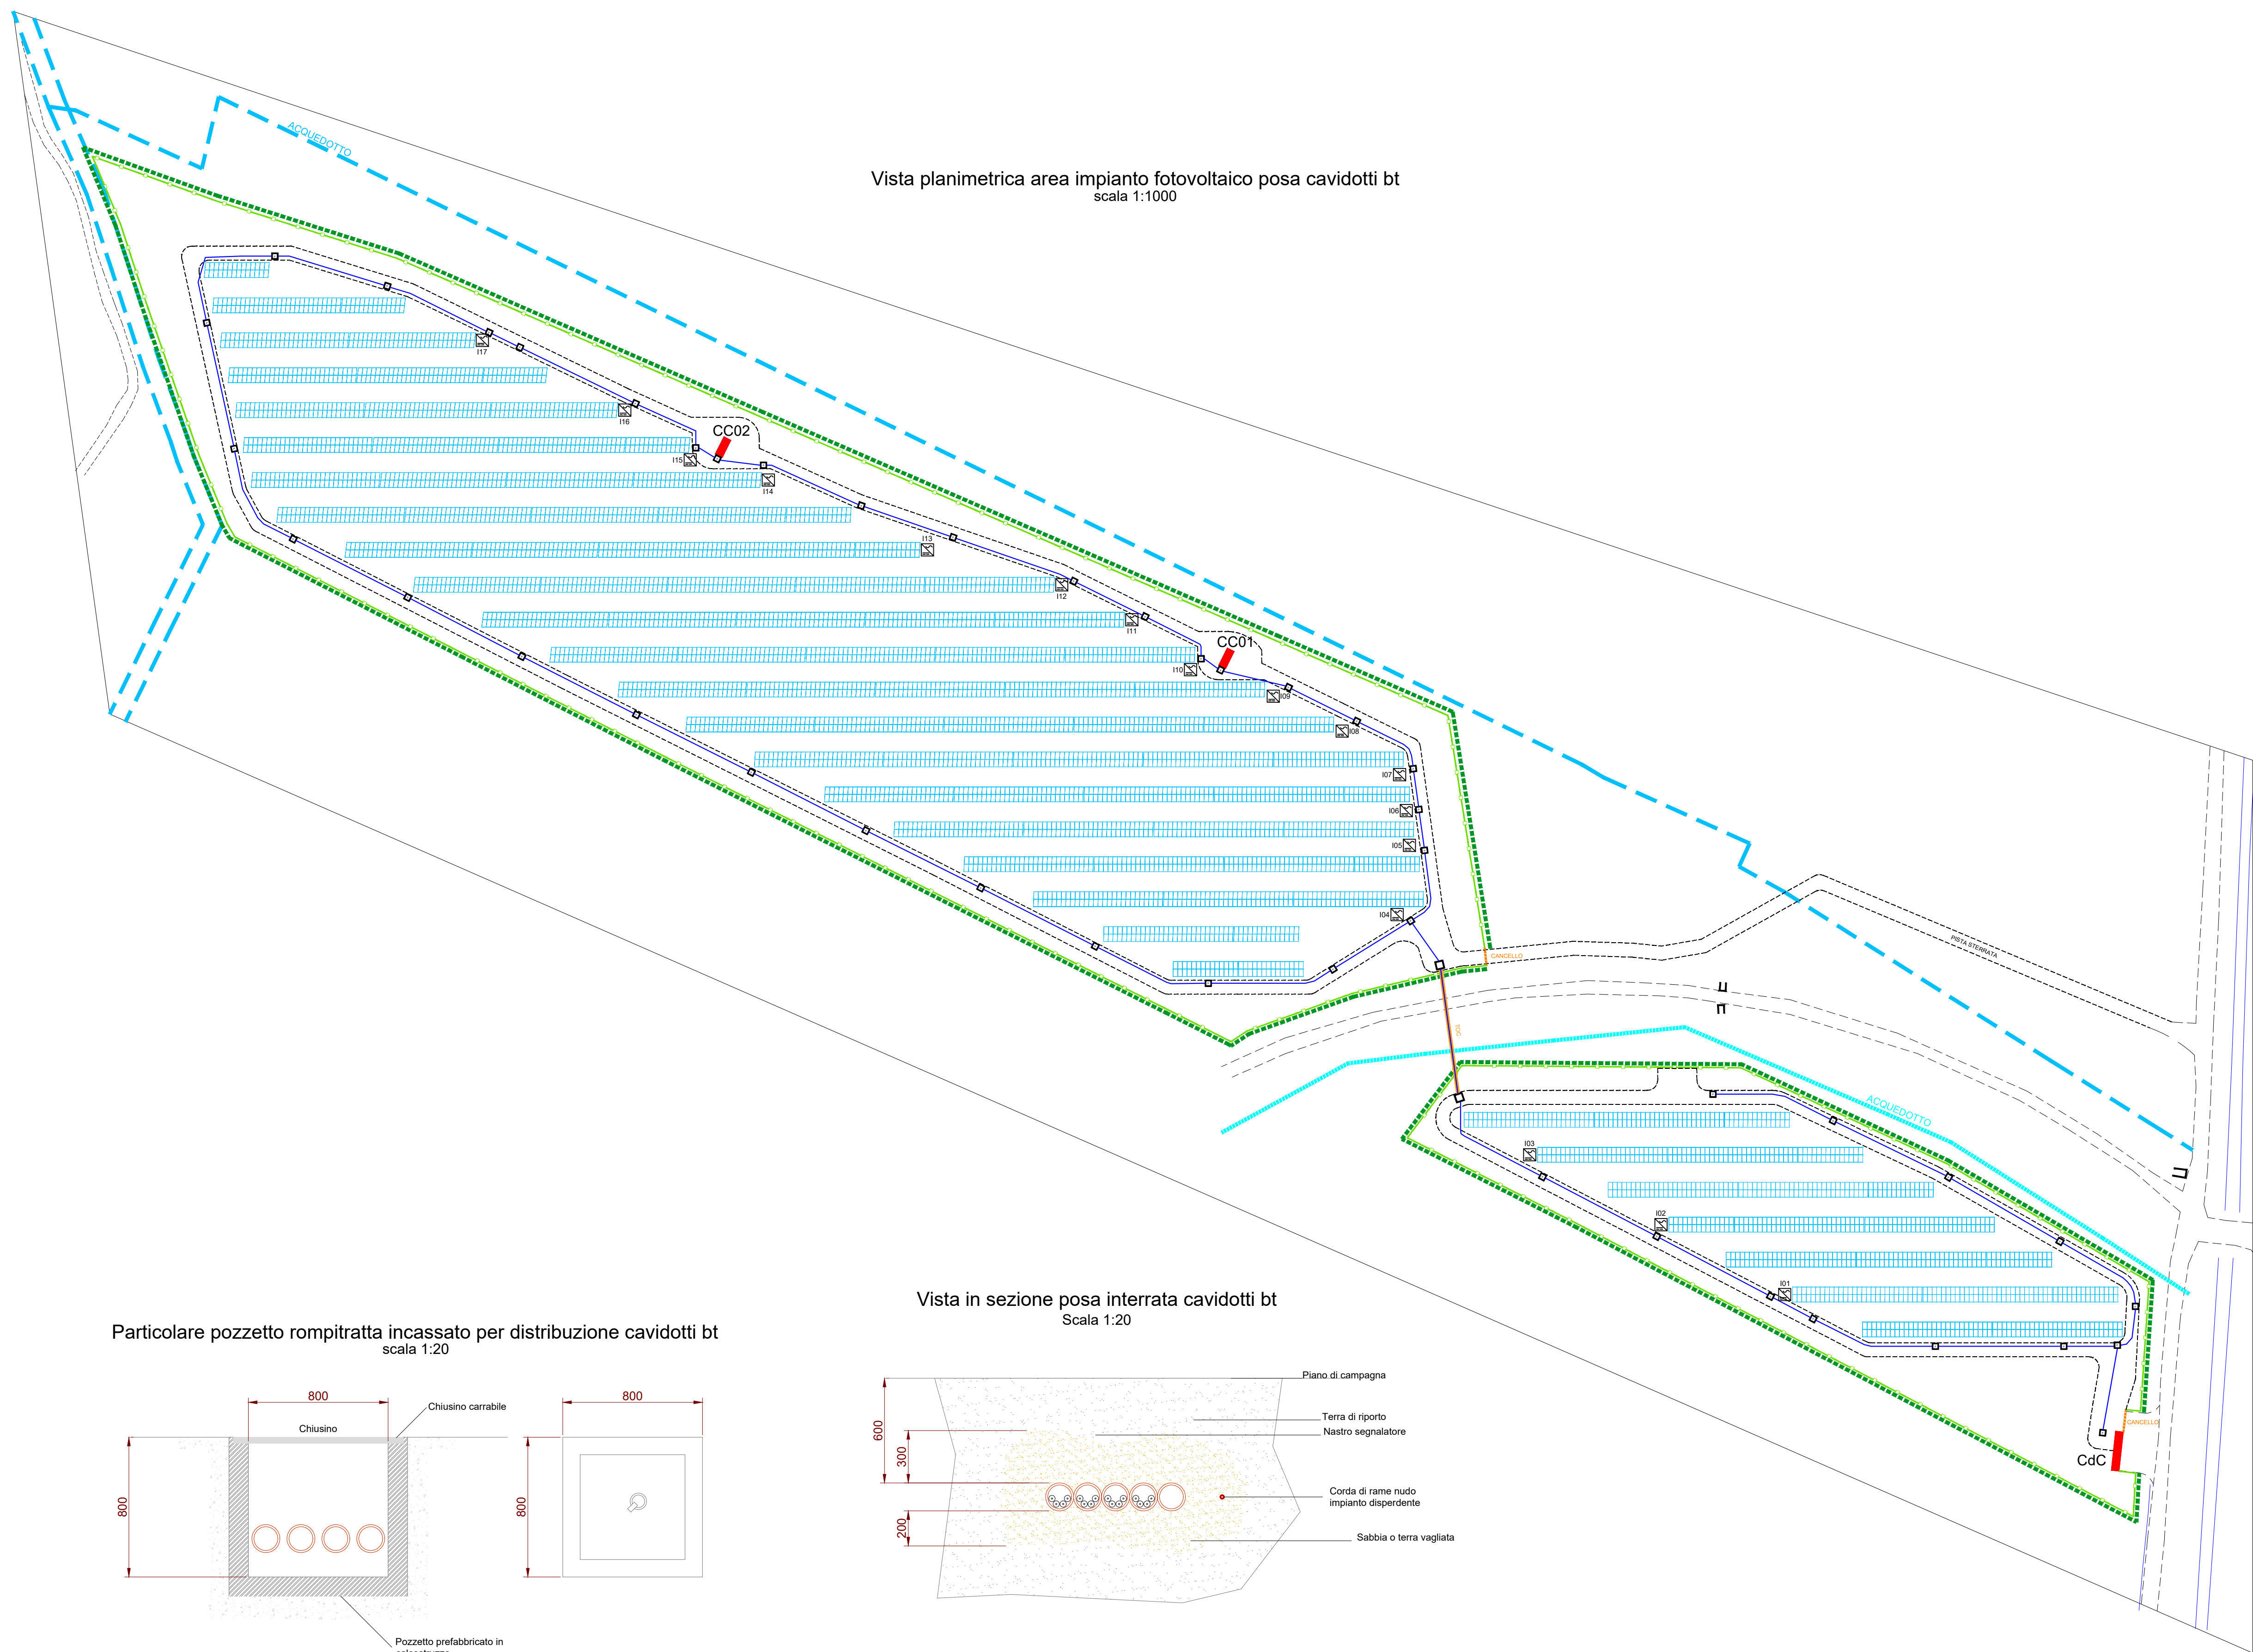 ACQUEDOTTO
Vista planimetrica area impianto fotovoltaico posa cavidotti bt
scala 1:1000
I17
I16
CC02
I15
I14
I13
I12
I11
CC01
I10
I09
I08
I07
I06
I05
I04
CANCELLO
PISTA STERRATA
TOC
ACQUEDOTTO
I03
I02
I01
CANCELLO
CdC
Particolare pozzetto rompitratta incassato per distribuzione cavidotti bt
scala 1:20
800
Chiusino carrabile
Chiusino
800
800
800
Pozzetto prefabbricato in
Vista in sezione posa interrata cavidotti bt
Scala 1:20
Piano di campagna
Terra di riporto
Nastro segnalatore
600
300
200
Corda di rame nudo
impianto disperdente
Sabbia o terra vagliata